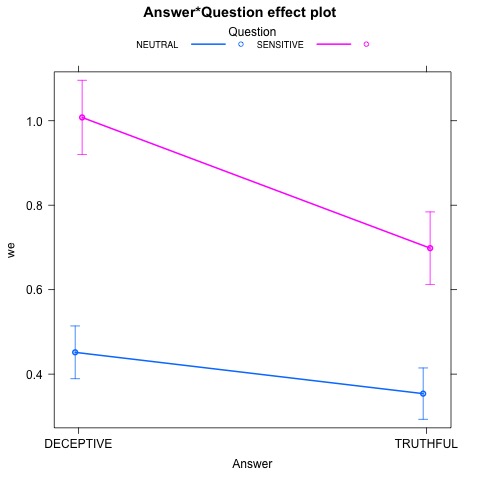 Answer*Question effect plot
Question
NEUTRAL SENSITIVE
1.0
0.8
0.6
0.4
we
DECEPTIVE TRUTHFUL
Answer